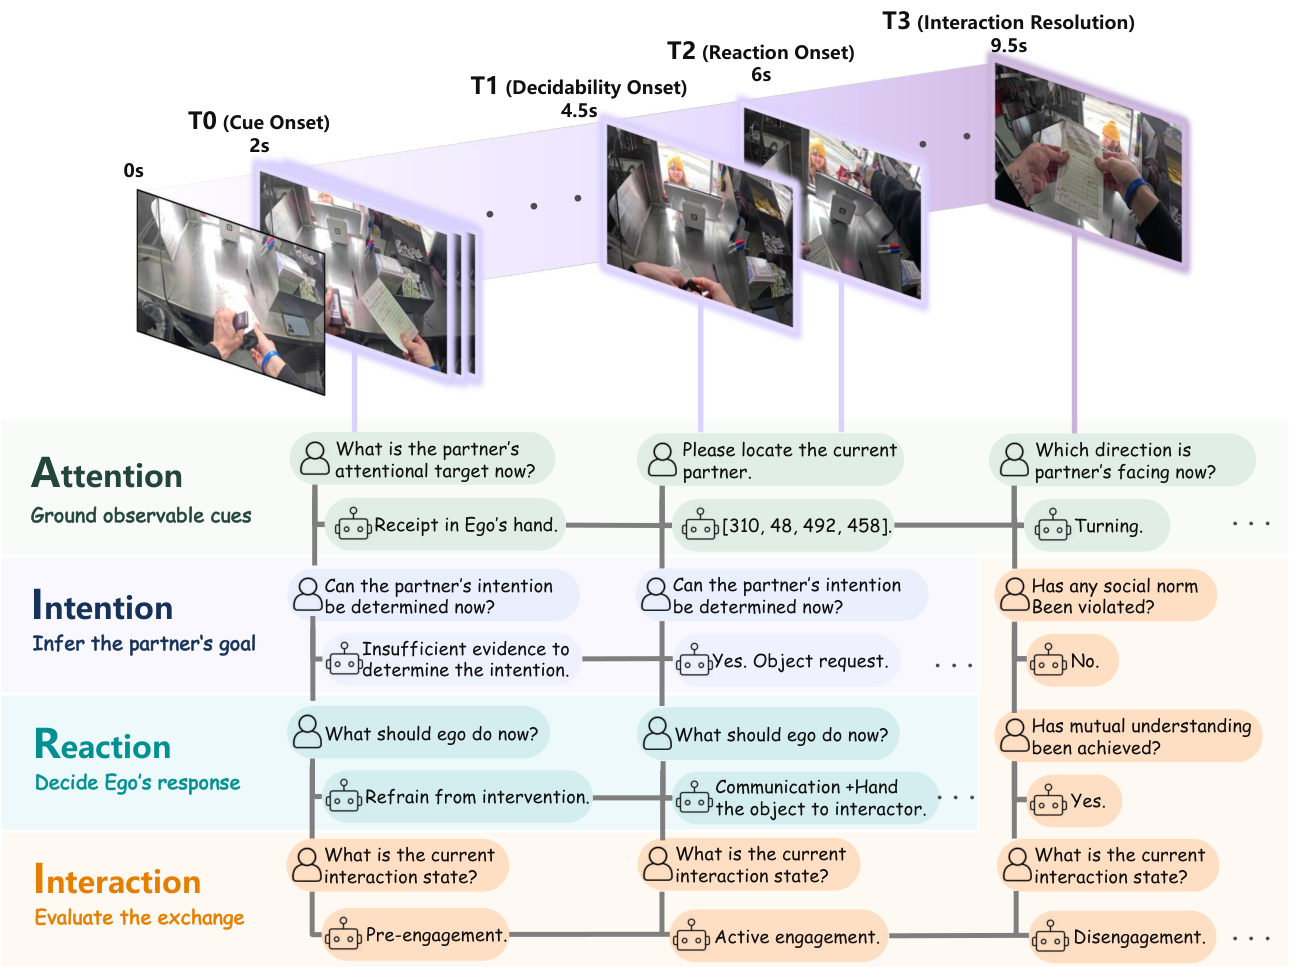 T3 (Interaction Resolution)
9.5s
T2 (Reaction Onset)
6s
T1 (Decidability Onset)
4.5s
T0 (Cue Onset)
2s
0s
Attention
Ground observable cues
What is the partner's
attentional target now?
Receipt in Ego's hand.
Please locate the current
partner.
[310, 48, 492, 458].
Which direction is
partner's facing now?
Turning.
. . .
Intention
Infer the partner's goal
Can the partner's intention
be determined now?
Insufficient evidence to
determine the intention.
Can the partner's intention
be determined now?
Yes. Object request.
. . .
Has any social norm
Been violated?
No.
Reaction
Decide Ego's response
What should ego do now?
Refrain from intervention.
What should ego do now?
Communication +Hand
the object to interactor.
. . .
Has mutual understanding
been achieved?
Yes.
Interaction
Evaluate the exchange
What is the current
interaction state?
Pre-engagement.
What is the current
interaction state?
Active engagement.
What is the current
interaction state?
Disengagement.
. . .